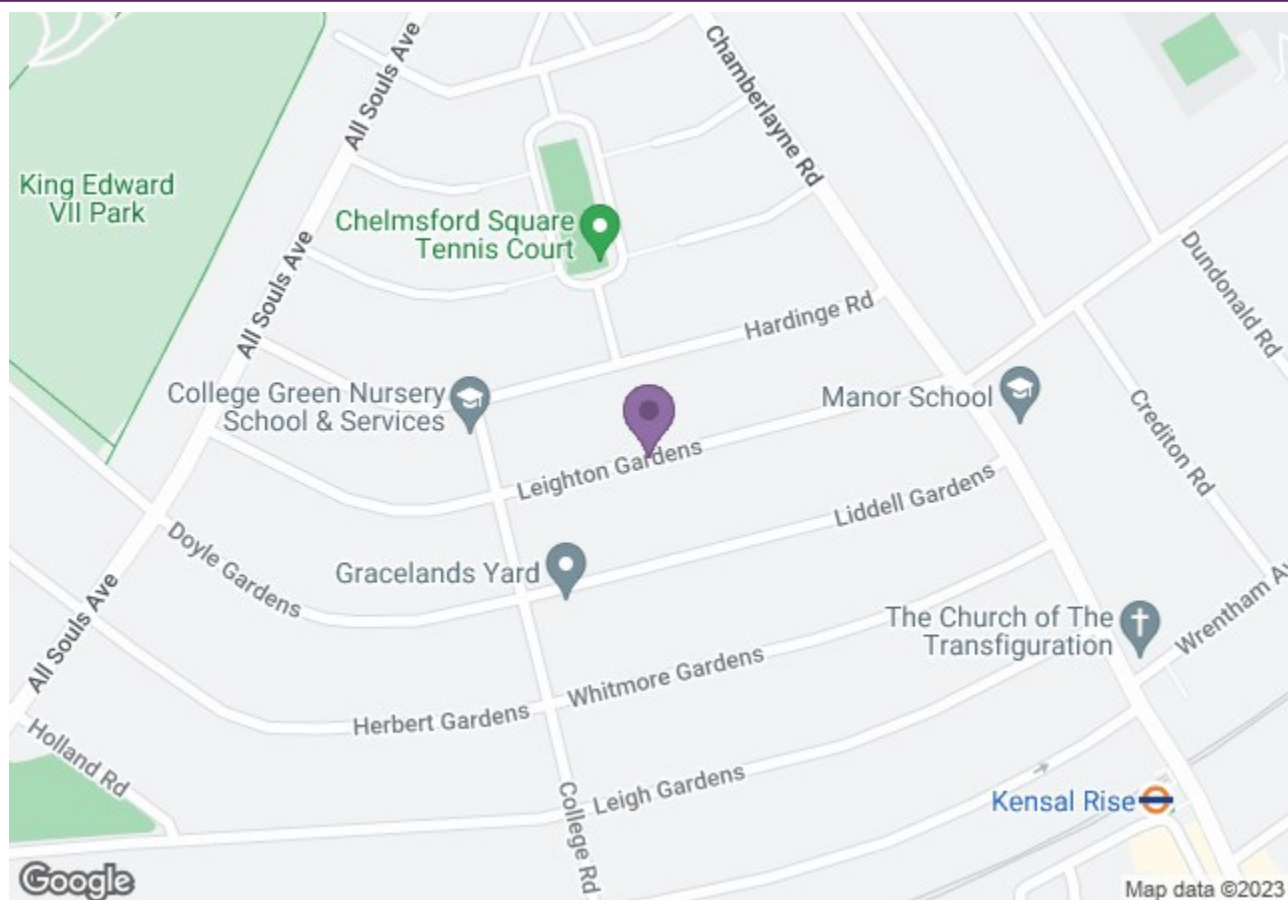 All Souls Ave
Chamberlayne Rd
King Edward
VII Park
Chelmsford Square
Tennis Court
All Souls Ave
Hardinge Rd
Dundonald Rd
College Green Nursery
School & Services
Manor School
Crediton Rd
Leighton Gardens
Liddell Gardens
Doyle Gardens
Gracelands Yard
All Souls Ave
The Church of The
Transfiguration
Wrentham Av
Whitmore Gardens
Herbert Gardens
Holland Rd
Leigh Gardens
College Rd
Kensal Rise
Google
Map data ©2023